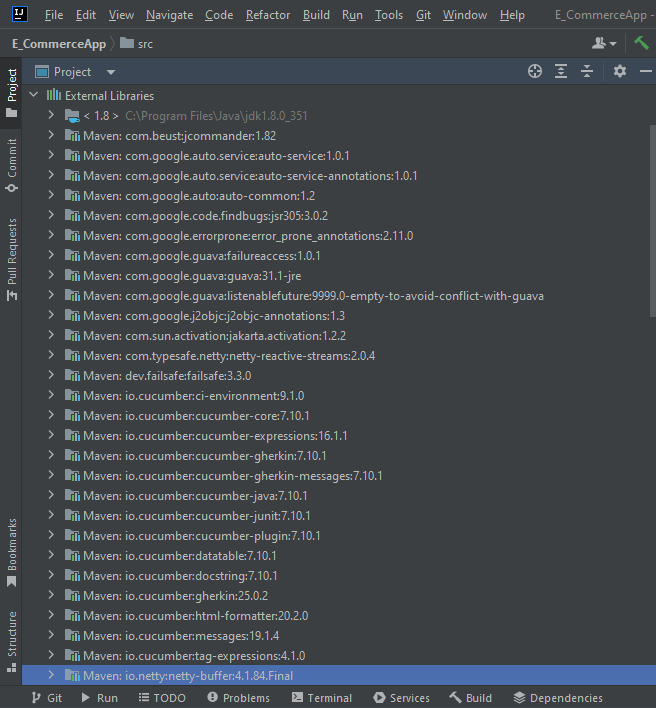 IJ File Edit View Navigate Code Refactor Build Run Tools Git Window Help E_CommerceApp -
E_CommerceApp src
Project
Project
Commit
Pull Requests
Bookmarks
Structure
External Libraries
< 1.8 > C:\Program Files\Java\jdk1.8.0_351
Maven: com.beust:jcommander:1.82
Maven: com.google.auto.service:auto-service:1.0.1
Maven: com.google.auto.service:auto-service-annotations:1.0.1
Maven: com.google.auto:auto-common:1.2
Maven: com.google.code.findbugs:jsr305:3.0.2
Maven: com.google.errorprone:error_prone_annotations:2.11.0
Maven: com.google.guava:failureaccess:1.0.1
Maven: com.google.guava:guava:31.1-jre
Maven: com.google.guava:listenablefuture:9999.0-empty-to-avoid-conflict-with-guava
Maven: com.google.j2objc:j2objc-annotations:1.3
Maven: com.sun.activation:jakarta.activation:1.2.2
Maven: com.typesafe.netty:netty-reactive-streams:2.0.4
Maven: dev.failsafe:failsafe:3.3.0
Maven: io.cucumber:ci-environment:9.1.0
Maven: io.cucumber:cucumber-core:7.10.1
Maven: io.cucumber:cucumber-expressions:16.1.1
Maven: io.cucumber:cucumber-gherkin:7.10.1
Maven: io.cucumber:cucumber-gherkin-messages:7.10.1
Maven: io.cucumber:cucumber-java:7.10.1
Maven: io.cucumber:cucumber-junit:7.10.1
Maven: io.cucumber:cucumber-plugin:7.10.1
Maven: io.cucumber:datatable:7.10.1
Maven: io.cucumber:docstring:7.10.1
Maven: io.cucumber:gherkin:25.0.2
Maven: io.cucumber:html-formatter:20.2.0
Maven: io.cucumber:messages:19.1.4
Maven: io.cucumber:tag-expressions:4.1.0
Maven: io.netty:netty-buffer:4.1.84.Final
Git Run TODO Problems Terminal Services Build Dependencies